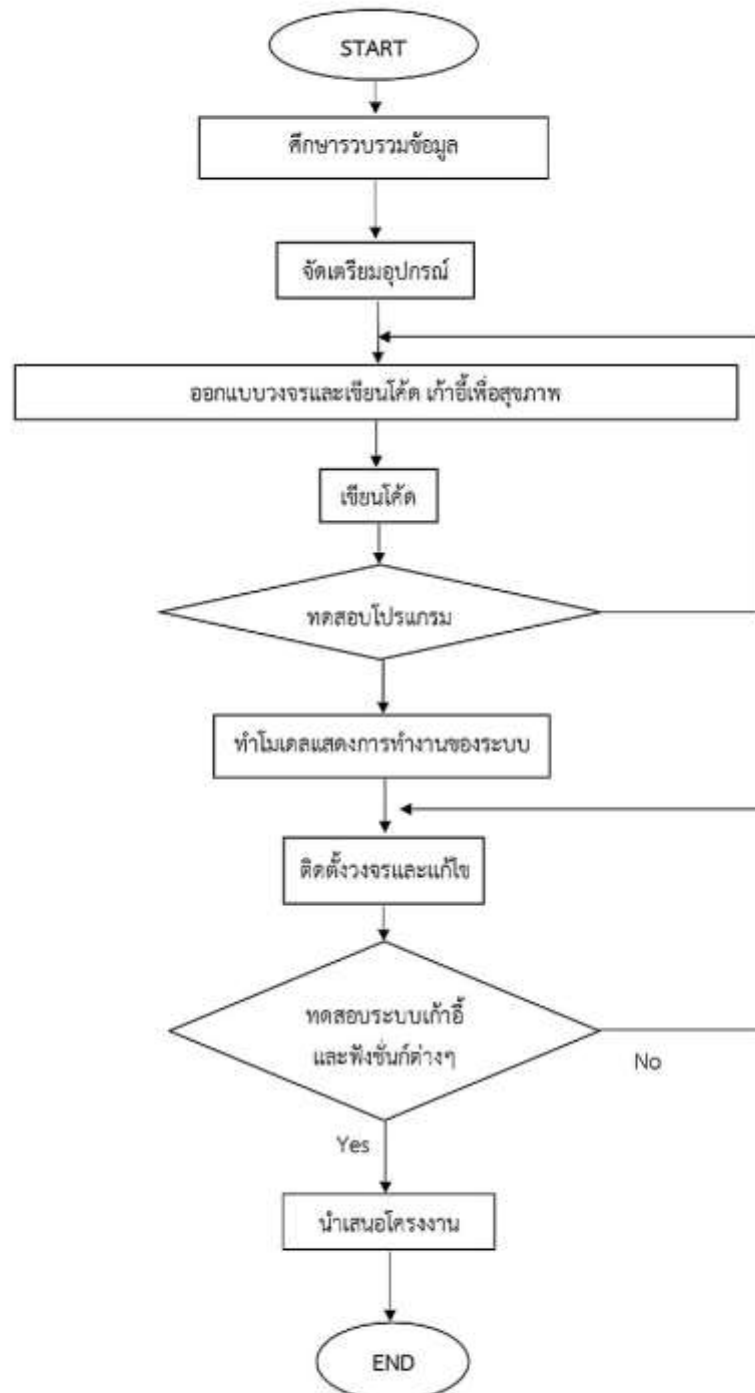 START
ศึกษารวบรวมข้อมูล
จัดเตรียมอุปกรณ์
ออกแบบวงจรและเขียนโค้ด เก้าอี้เพื่อสุขภาพ
เขียนโค้ด
ทดสอบโปรแกรม
ทำโมเดลแสดงการทำงานของระบบ
ติดตั้งวงจรและแก้ไข
ทดสอบระบบเก้าอี้
และฟังชั่นก์ต่างๆ
No
Yes
นำเสนอโครงงาน
END